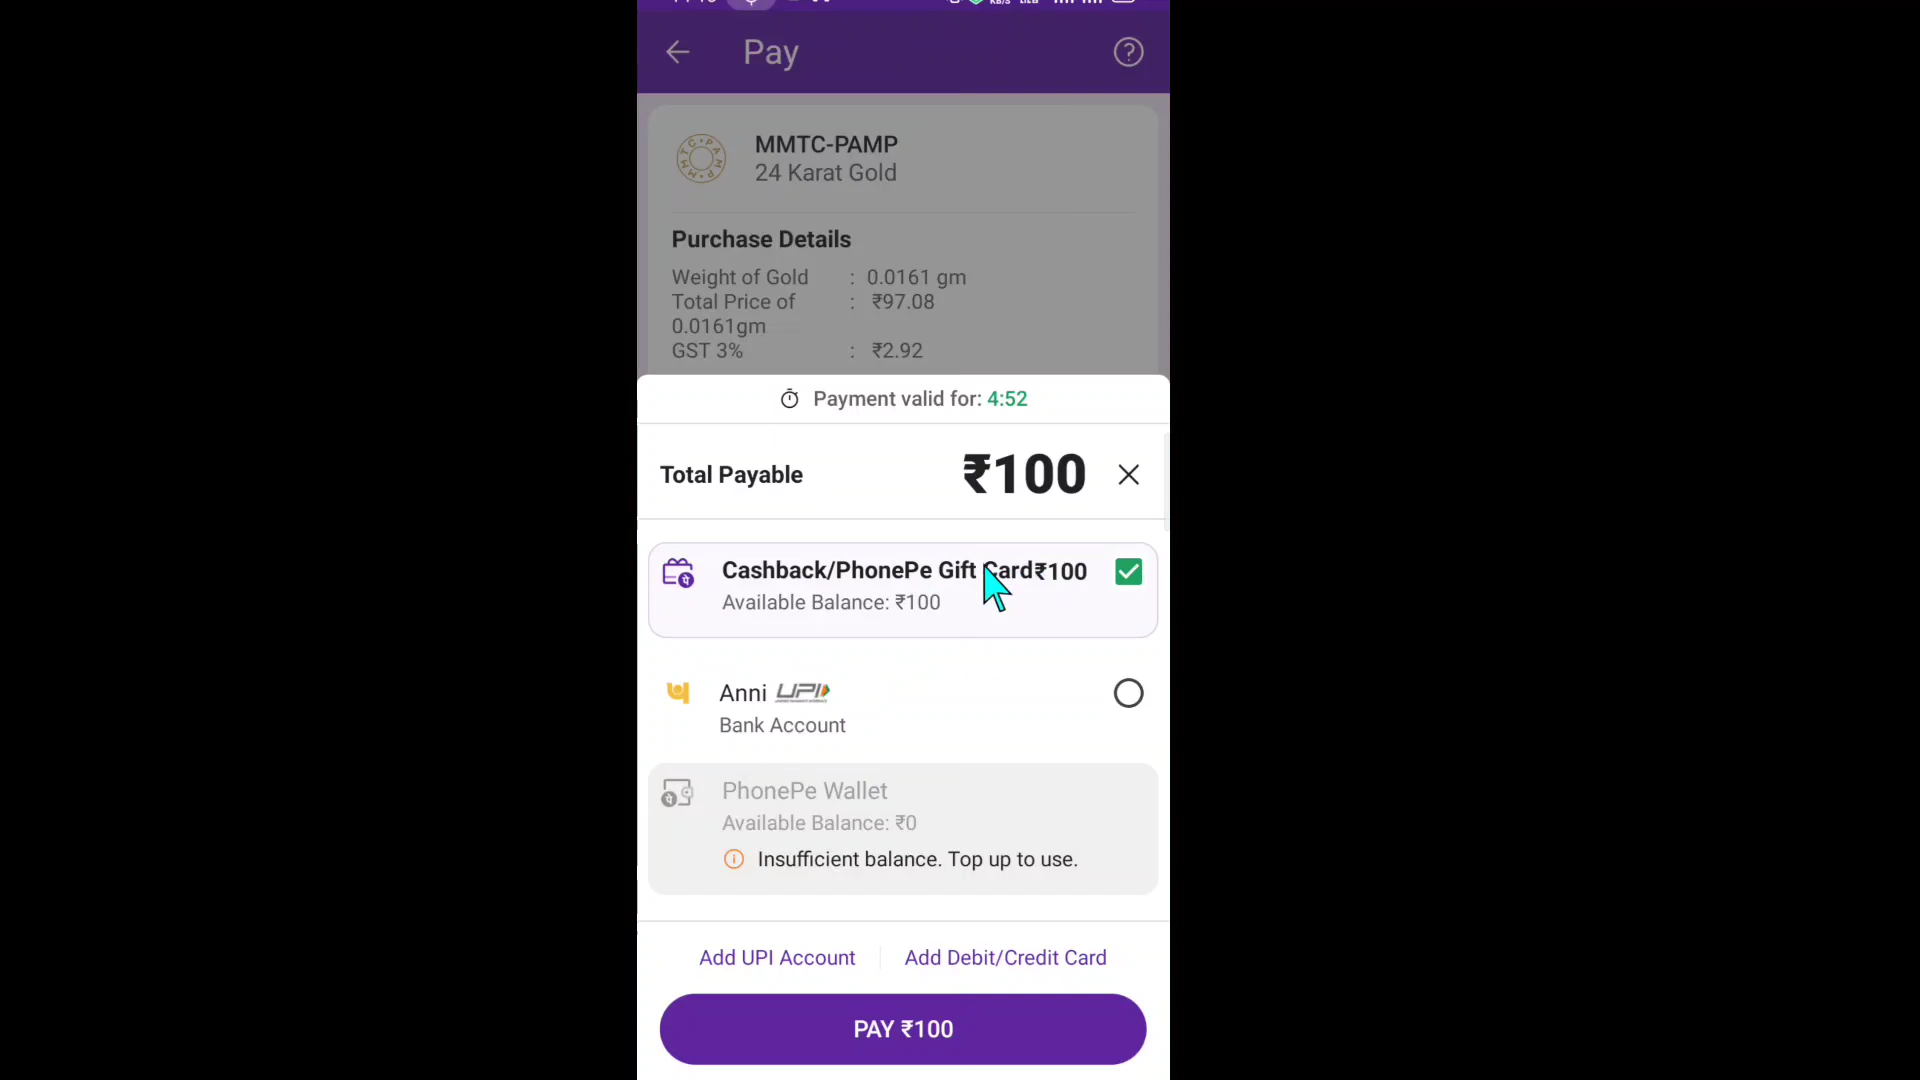 Pay
MMTC-PAMP
24 Karat Gold
Purchase Details
Weight of Gold : 0.0161 gm
Total Price of : ₹97.08
0.0161gm
GST 3% : ₹2.92
Payment valid for: 4:52
Total Payable ₹100
Cashback/PhonePe Gift Card₹100
Available Balance: ₹100
Anni UPI
Bank Account
PhonePe Wallet
Available Balance: ₹0
Insufficient balance. Top up to use.
Add UPI Account
Add Debit/Credit Card
PAY ₹100